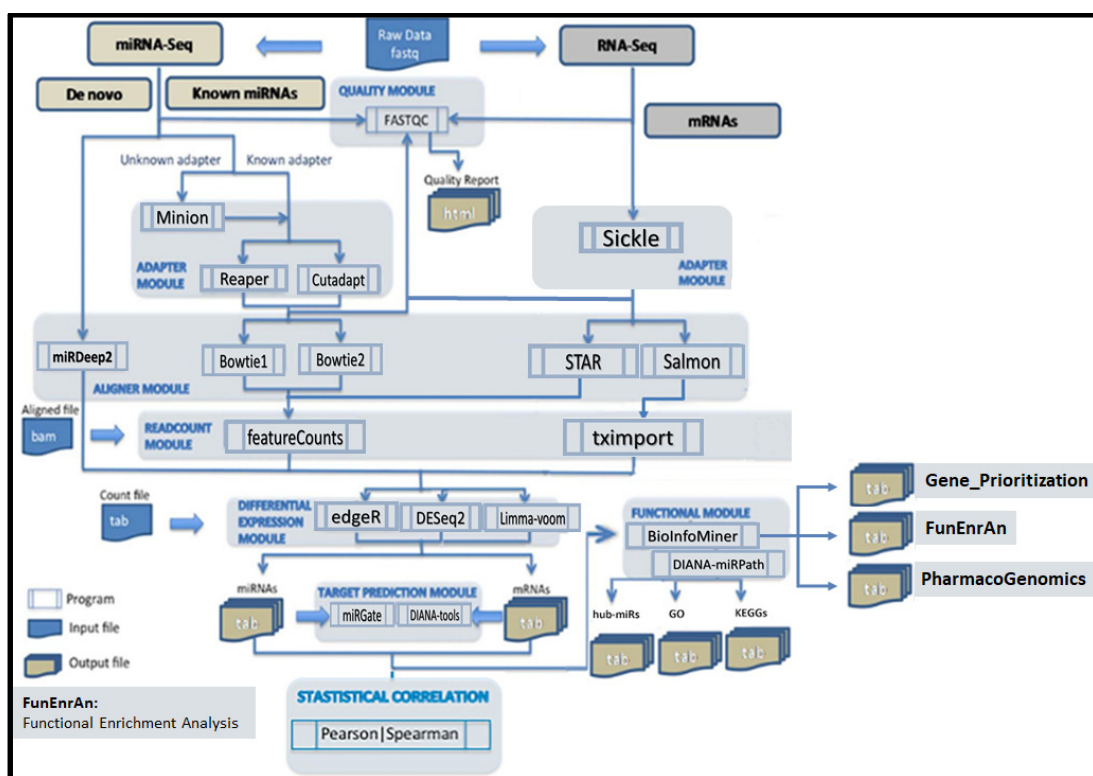 miRNA-Seq
Raw Data
fastq
RNA-Seq
De novo
Known miRNAs
QUALITY MODULE
FASTQC
mRNAs
Unknown adapter
Known adapter
Quality Report
html
Minion
Sickle
ADAPTER
MODULE
Reaper
Cutadapt
ADAPTER
MODULE
miRDeep2
Bowtie1
Bowtie2
STAR
Salmon
ALIGNER MODULE
Aligned file
bam
READCOUNT
MODULE
featureCounts
tximport
Count file
tab
DIFFERENTIAL
EXPRESSION
MODULE
edgeR
DESeq2
Limma-voom
FUNCTIONAL MODULE
BioInfoMiner
DIANA-miRPath
tab
Gene_Prioritization
tab
FunEnrAn
tab
PharmacoGenomics
miRNAs
tab
TARGET PREDICTION MODULE
miRGate
DIANA-tools
mRNAs
tab
hub-miRs
GO
KEGGs
tab
tab
tab
Program
Input file
Output file
FunEnrAn:
Functional Enrichment Analysis
STASTISTICAL CORRELATION
Pearson|Spearman